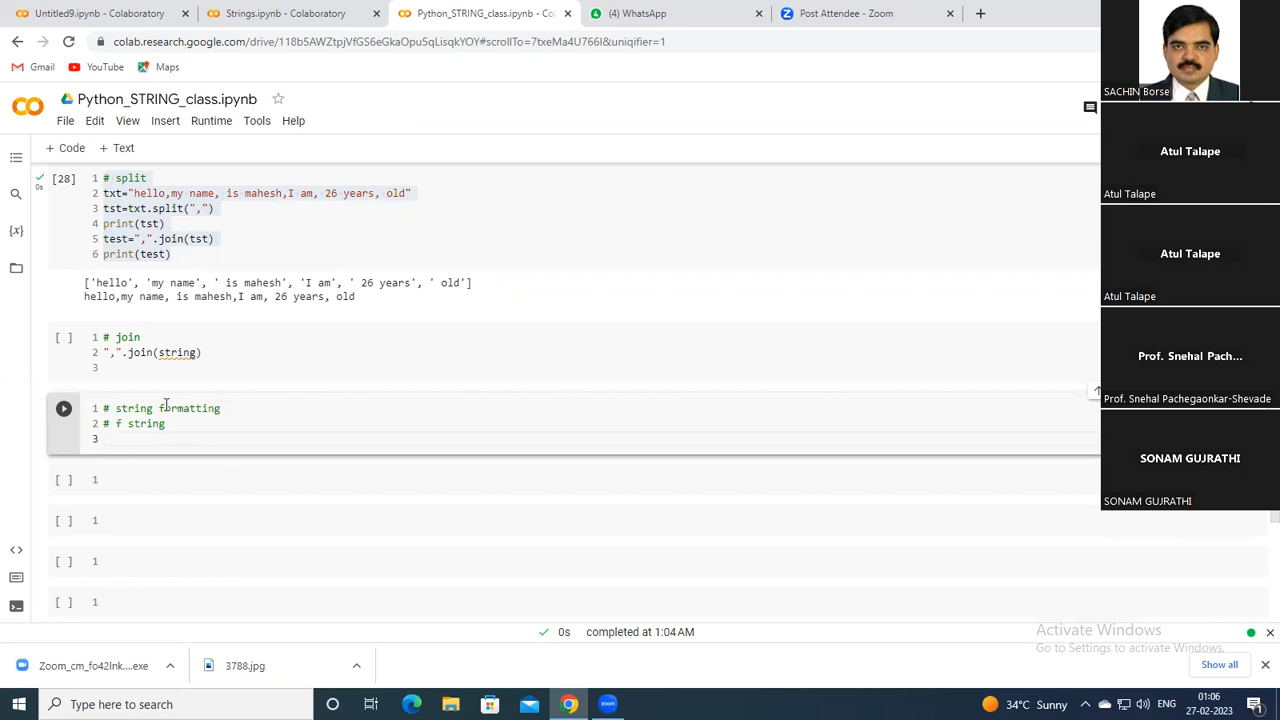 Untitled9.ipynb - Colaboratory
Strings.ipynb - Colaboratory
Python_STRING_class.ipynb - Col
(4) WhatsApp
Post Attendee - Zoom
colab.research.google.com/drive/118b5AWZtpjVfGS6eGkaOpu5qLisqkYOY#scrollTo=7txeMa4U766I&uniqifier=1
Gmail
YouTube
Maps
Python_STRING_class.ipynb
File Edit View Insert Runtime Tools Help
+ Code + Text
[28]
0s
1 # split
2 txt="hello,my name, is mahesh,I am, 26 years, old"
3 tst=txt.split(",")
4 print(tst)
5 test=",".join(tst)
6 print(test)
['hello', 'my name', ' is mahesh', 'I am', ' 26 years', ' old']
hello,my name, is mahesh,I am, 26 years, old
[ ] 1 # join
2 ",".join(string)
3
1 # string formatting
2 # f string
3
[ ] 1
[ ] 1
[ ] 1
[ ] 1
0s completed at 1:04 AM
SACHIN Borse
Atul Talape
Atul Talape
Atul Talape
Atul Talape
Prof. Snehal Pach...
Prof. Snehal Pachegaonkar-Shevade
SONAM GUJRATHI
SONAM GUJRATHI
Activate Windows
Go to Settings to activate Windows.
Zoom_cm_fo42lnk....exe
3788.jpg
Show all
Type here to search
34°C Sunny
ENG
01:06
27-02-2023